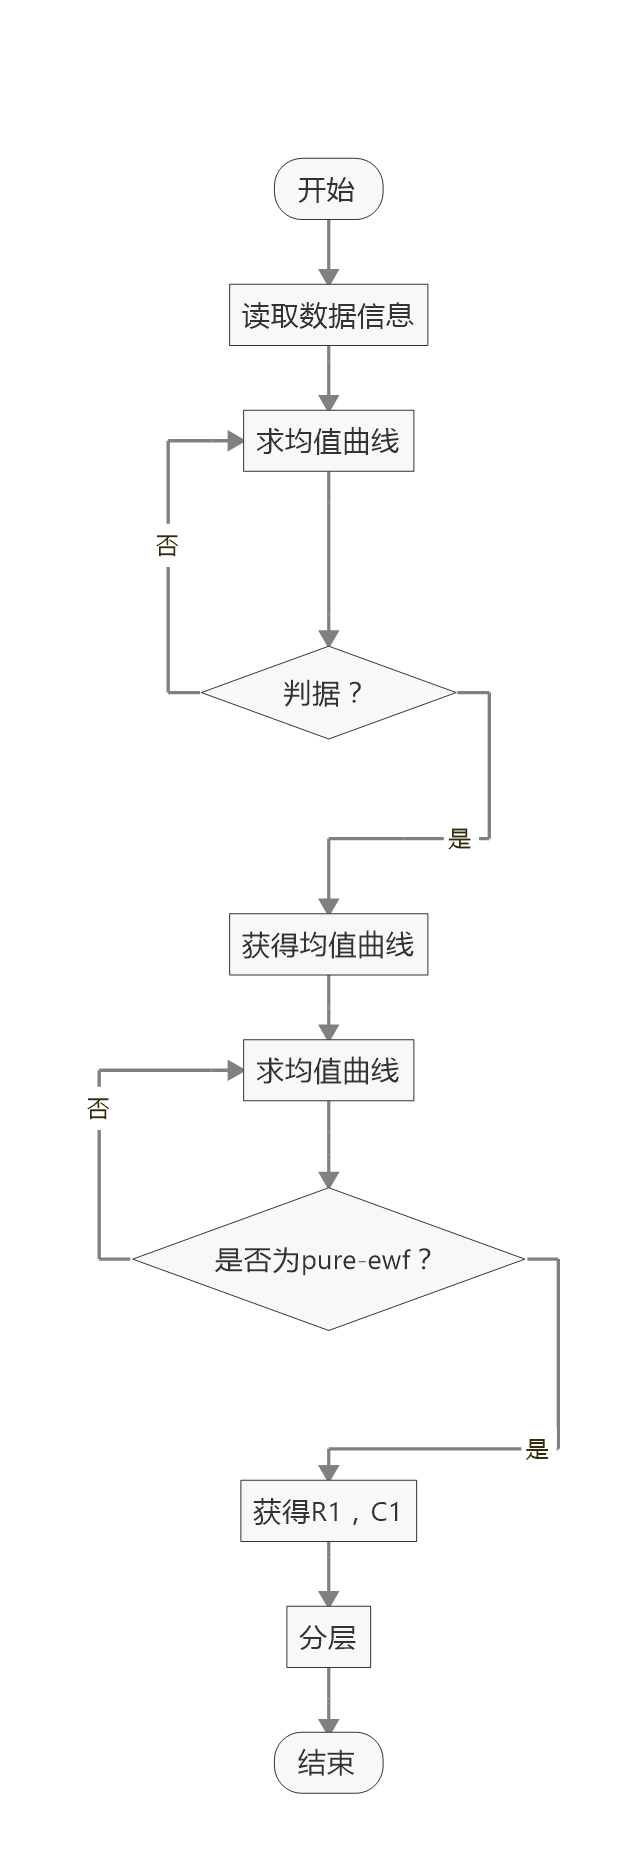 开始
读取数据信息
求均值曲线
否
判据？
是
获得均值曲线
求均值曲线
否
是否为pure-ewf？
是
获得R1，C1
分层
结束